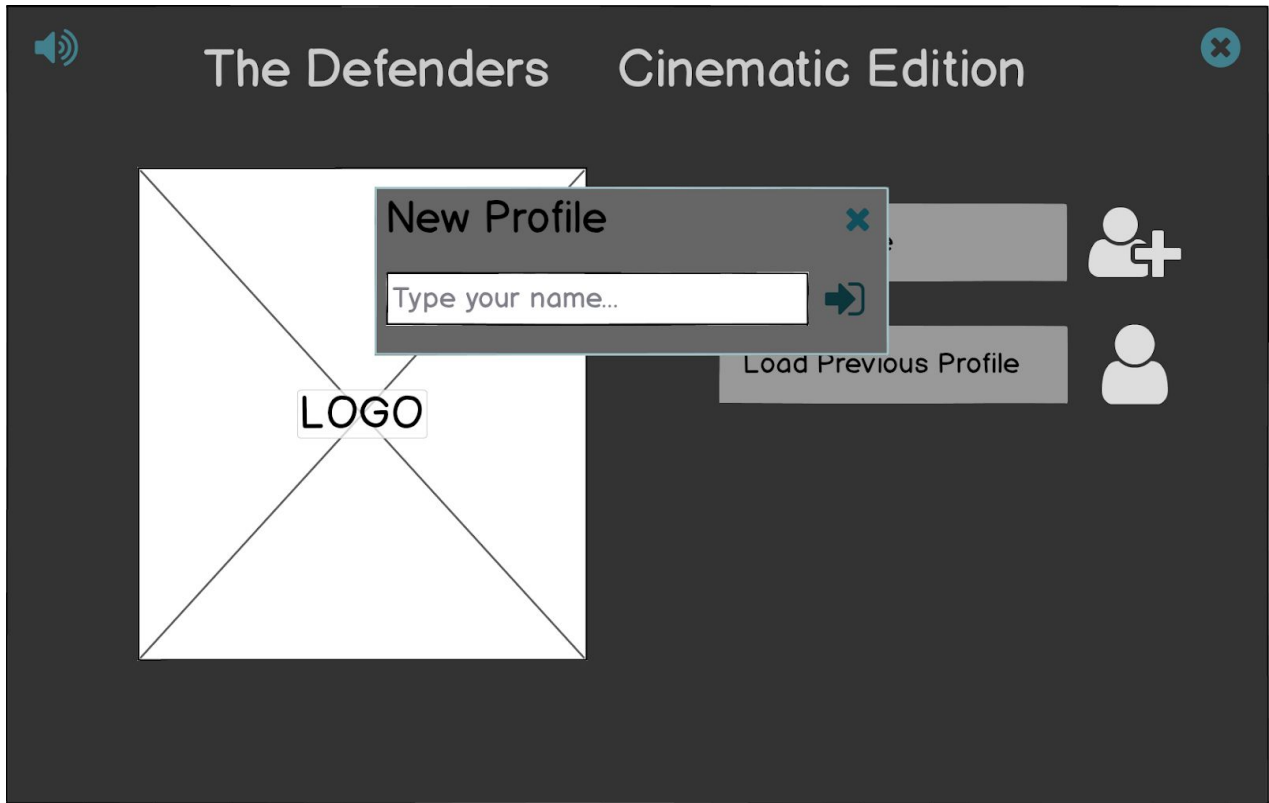 The Defenders Cinematic Edition
New Profile
Type your name...
Load Previous Profile
LOGO